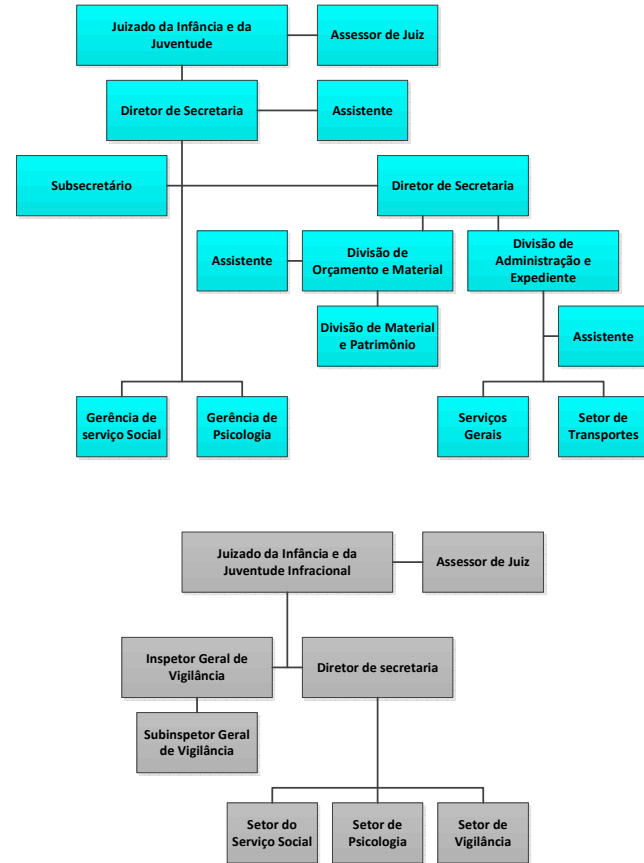 Juizado da Infância e da
Juventude
Assessor de Juiz
Diretor de Secretaria
Assistente
Subsecretário
Diretor de Secretaria
Assistente
Divisão de
Orçamento e Material
Divisão de
Administração e
Expediente
Divisão de Material
e Patrimônio
Assistente
Gerência de
serviço Social
Gerência de
Psicologia
Serviços
Gerais
Setor de
Transportes
Juizado da Infância e da
Juventude Infracional
Assessor de Juiz
Inspetor Geral de
Vigilância
Diretor de secretaria
Subinspetor Geral
de Vigilância
Setor do
Serviço Social
Setor de
Psicologia
Setor de
Vigilância